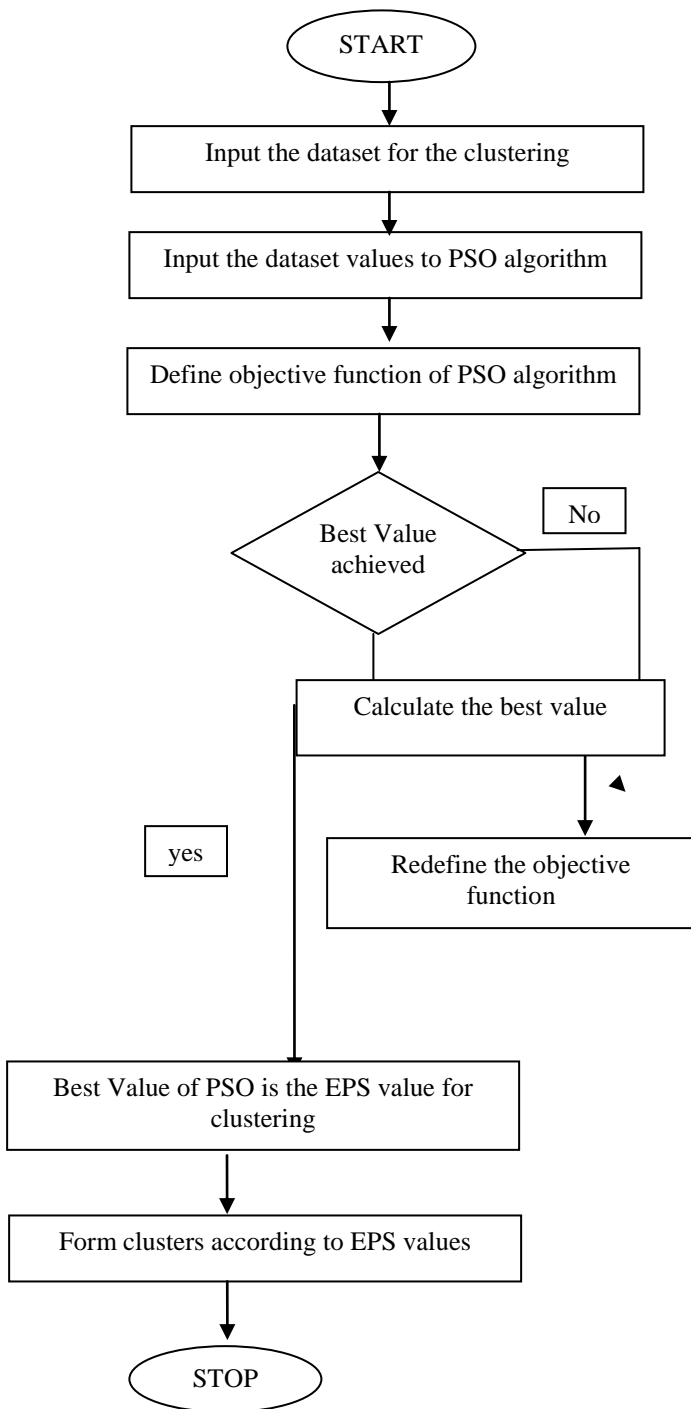 START
Input the dataset for the clustering
Input the dataset values to PSO algorithm
Define objective function of PSO algorithm
No
Best Value
achieved
Calculate the best value
yes
Redefine the objective
function
Best Value of PSO is the EPS value for
clustering
Form clusters according to EPS values
STOP